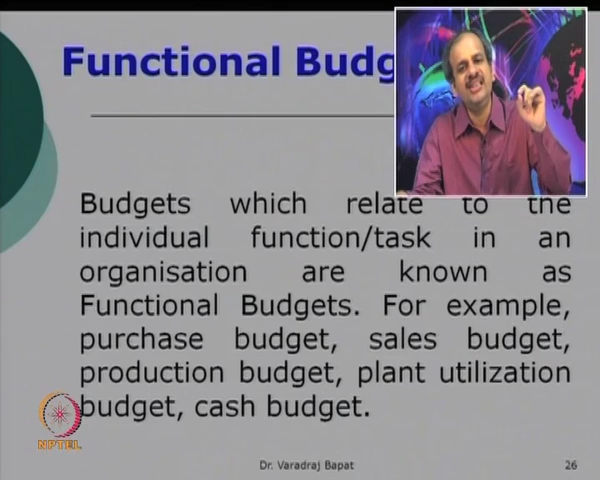 Functional Budg
Budgets which relate to the
individual function/task in an
organisation are known as
Functional Budgets. For example,
purchase budget, sales budget,
production budget, plant utilization
budget, cash budget.
NPTEL
Dr. Varadraj Bapat
26